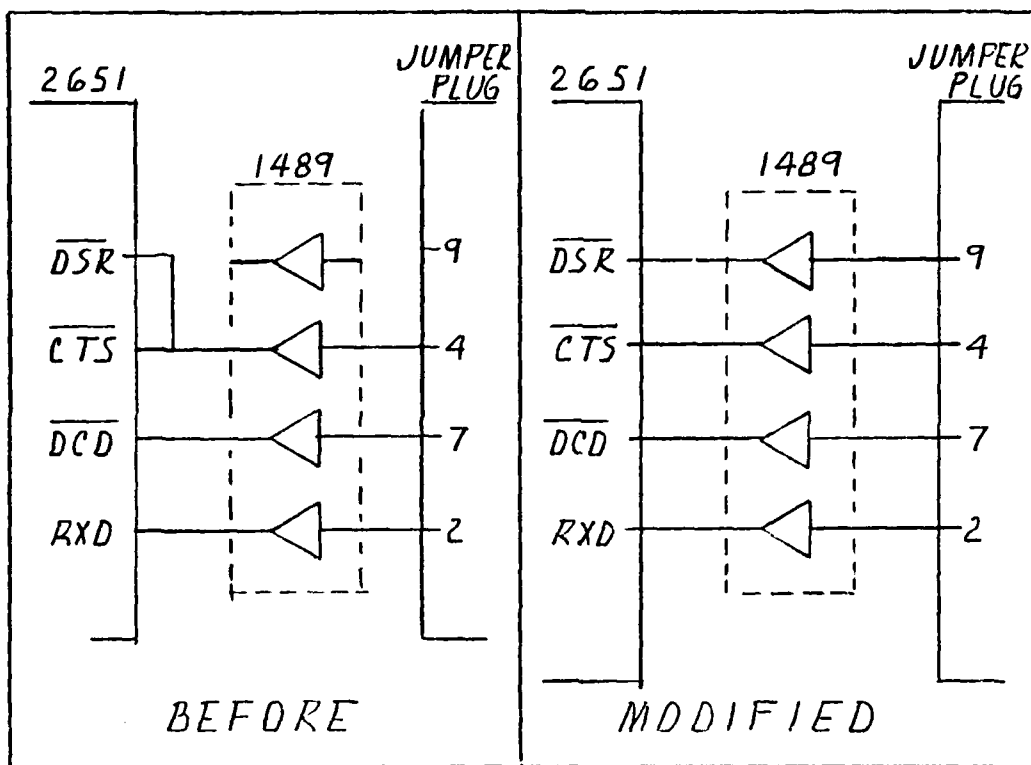 2651
JUMPER
PLUG
1489
DSR
9
CTS
4
DCD
7
RXD
2
BEFORE
2651
JUMPER
PLUG
1489
DSR
9
CTS
4
DCD
7
RXD
2
MODIFIED